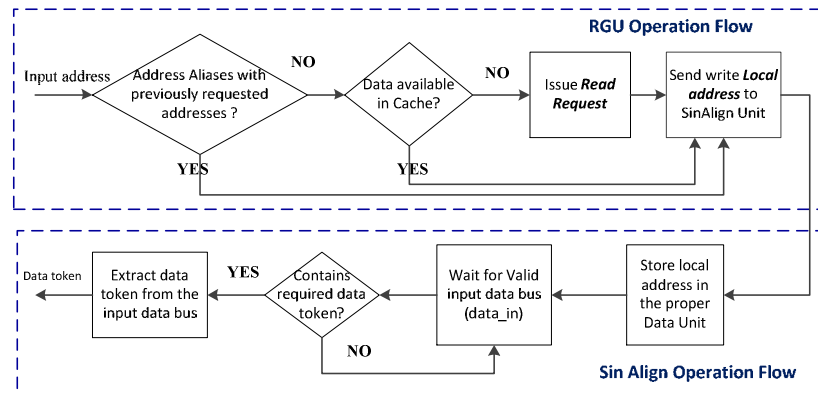 RGU Operation Flow
Input address
Address Aliases with
previously requested
addresses ?
NO
YES
Data available
in Cache?
NO
YES
Issue Read
Request
Send write Local
address to
SinAlign Unit
Store local
address in
the proper
Data Unit
Wait for Valid
input data bus
(data_in)
Contains
required data
token?
YES
NO
Extract data
token from the
input data bus
Data token
Sin Align Operation Flow